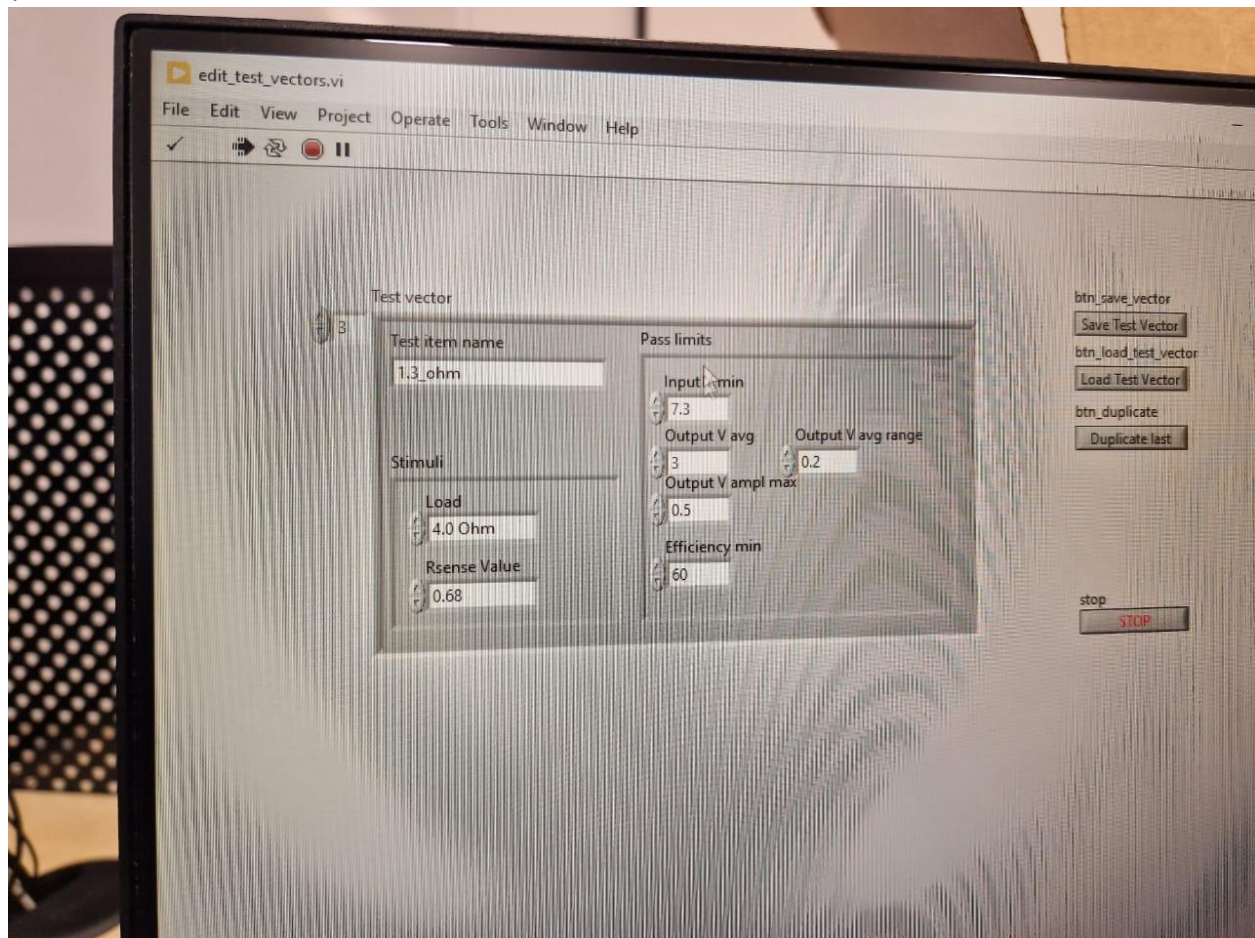 edit_test_vectors.vi
File Edit View Project Operate Tools Window Help
Test vector
3
Test item name
1.3_ohm
Stimuli
Load
4.0 Ohm
Rsense Value
0.68
Pass limits
Input min
7.3
Output V avg
3
Output V avg range
0.2
Output V ampl max
0.5
Efficiency min
60
btn_save_vector
Save Test Vector
btn_load_test_vector
Load Test Vector
btn_duplicate
Duplicate last
stop
STOP